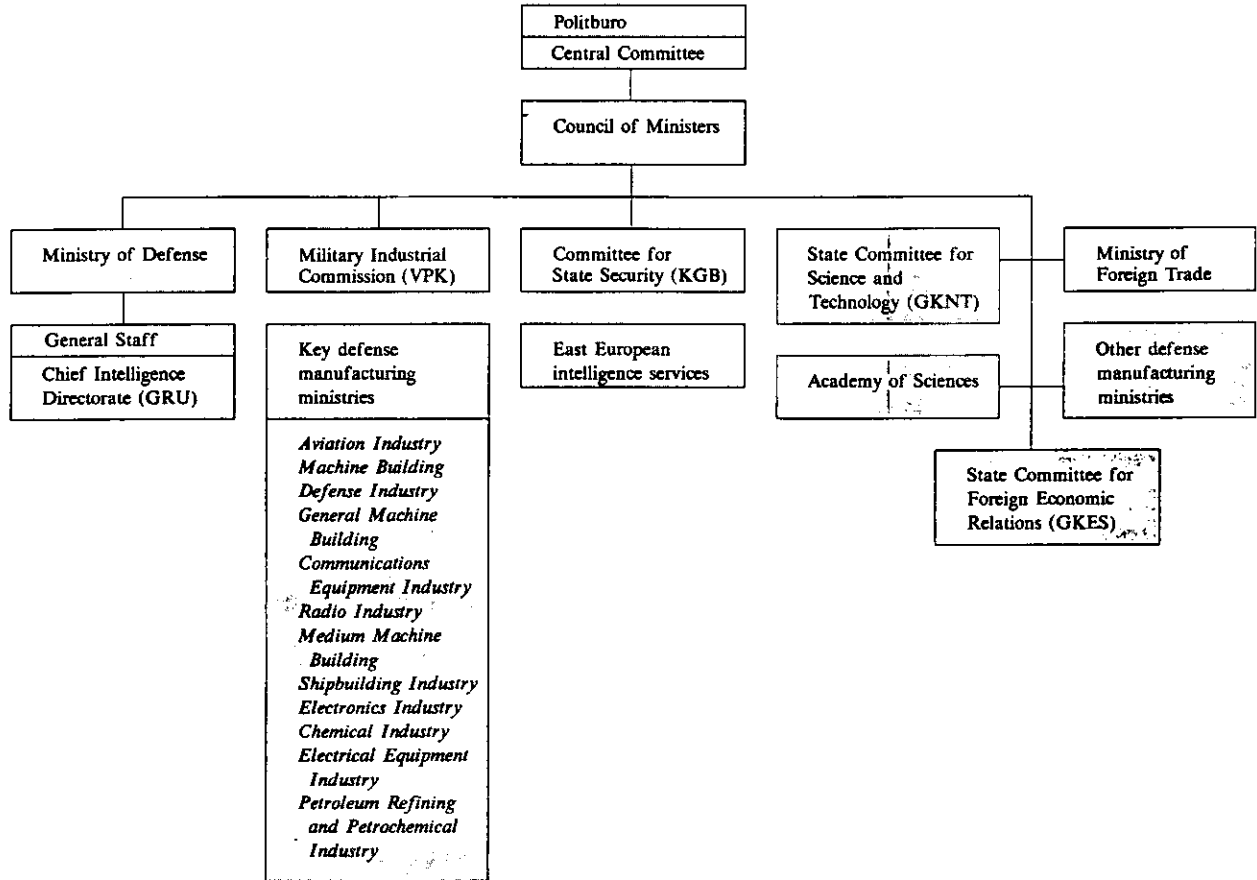 Politburo
Central Committee
Council of Ministers
Ministry of Defense
General Staff
Chief Intelligence
Directorate (GRU)
Military Industrial
Commission (VPK)
Key defense
manufacturing
ministries
Aviation Industry
Machine Building
Defense Industry
General Machine
Building
Communications
Equipment Industry
Radio Industry
Medium Machine
Building
Shipbuilding Industry
Electronics Industry
Chemical Industry
Electrical Equipment
Industry
Petroleum Refining
and Petrochemical
Industry
Committee for
State Security (KGB)
East European
intelligence services
State Committee for
Science and
Technology (GKNT)
Academy of Sciences
Ministry of
Foreign Trade
Other defense
manufacturing
ministries
State Committee for
Foreign Economic
Relations (GKES)